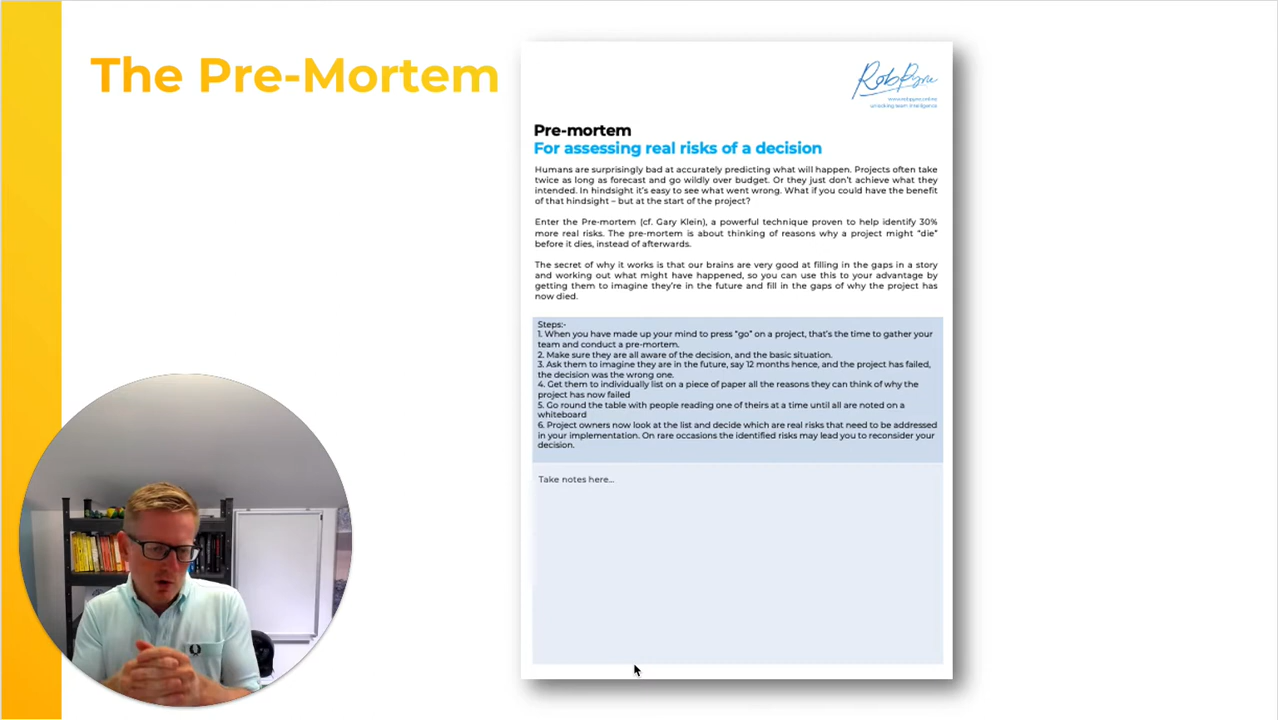 The Pre-Mortem
Rob Pyne
unlocking team intelligence
Pre-mortem
For assessing real risks of a decision
Humans are surprisingly bad at accurately predicting what will happen. Projects often take
twice as long as forecast and go wildly over budget. Or they just don't achieve what they
intended. In hindsight it's easy to see what went wrong. What if you could have the benefit
of that hindsight – but at the start of the project?
Enter the Pre-mortem (cf. Gary Klein), a powerful technique proven to help identify 30%
more real risks. The pre-mortem is about thinking of reasons why a project might "die"
before it dies, instead of afterwards.
The secret of why it works is that our brains are very good at filling in the gaps in a story
and working out what might have happened, so you can use this to your advantage by
getting them to imagine they're in the future and fill in the gaps of why the project has
now died.
Steps:-
1. When you have made up your mind to press "go" on a project, that's the time to gather your
team and conduct a pre-mortem.
2. Make sure they are all aware of the decision, and the basic situation.
3. Ask them to imagine they are in the future, say 12 months hence, and the project has failed,
the decision was the wrong one.
4. Get them to individually list on a piece of paper all the reasons they can think of why the
project has now failed
5. Go round the table with people reading one of theirs at a time until all are noted on a
whiteboard
6. Project owners now look at the list and decide which are real risks that need to be addressed
in your implementation. On rare occasions the identified risks may lead you to reconsider your
decision.
Take notes here...